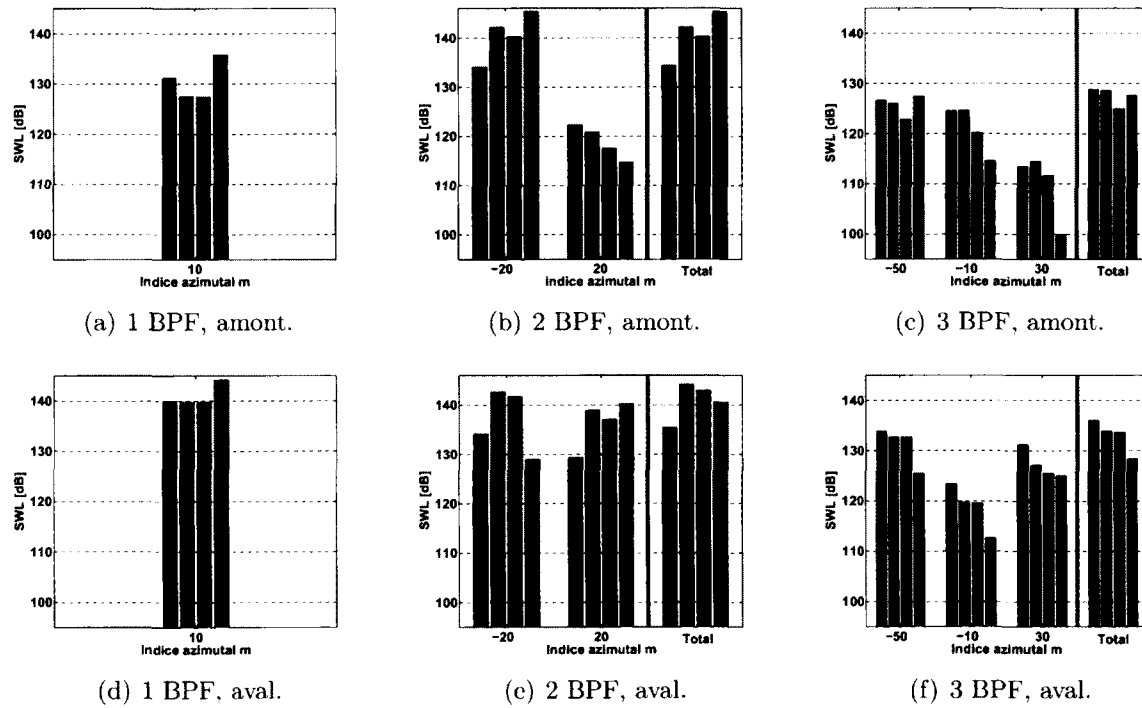 SWL [dB]
140
130
120
110
100
10
Indice azimutal m
(a) 1 BPF, amont.
SWL [dB]
140
130
120
110
100
−20 20 Total
Indice azimutal m
(b) 2 BPF, amont.
SWL [dB]
140
130
120
110
100
−50 −10 30 Total
Indice azimutal m
(c) 3 BPF, amont.
SWL [dB]
140
130
120
110
100
10
Indice azimutal m
(d) 1 BPF, aval.
SWL [dB]
140
130
120
110
100
−20 20 Total
Indice azimutal m
(e) 2 BPF, aval.
SWL [dB]
140
130
120
110
100
−50 −10 30 Total
Indice azimutal m
(f) 3 BPF, aval.